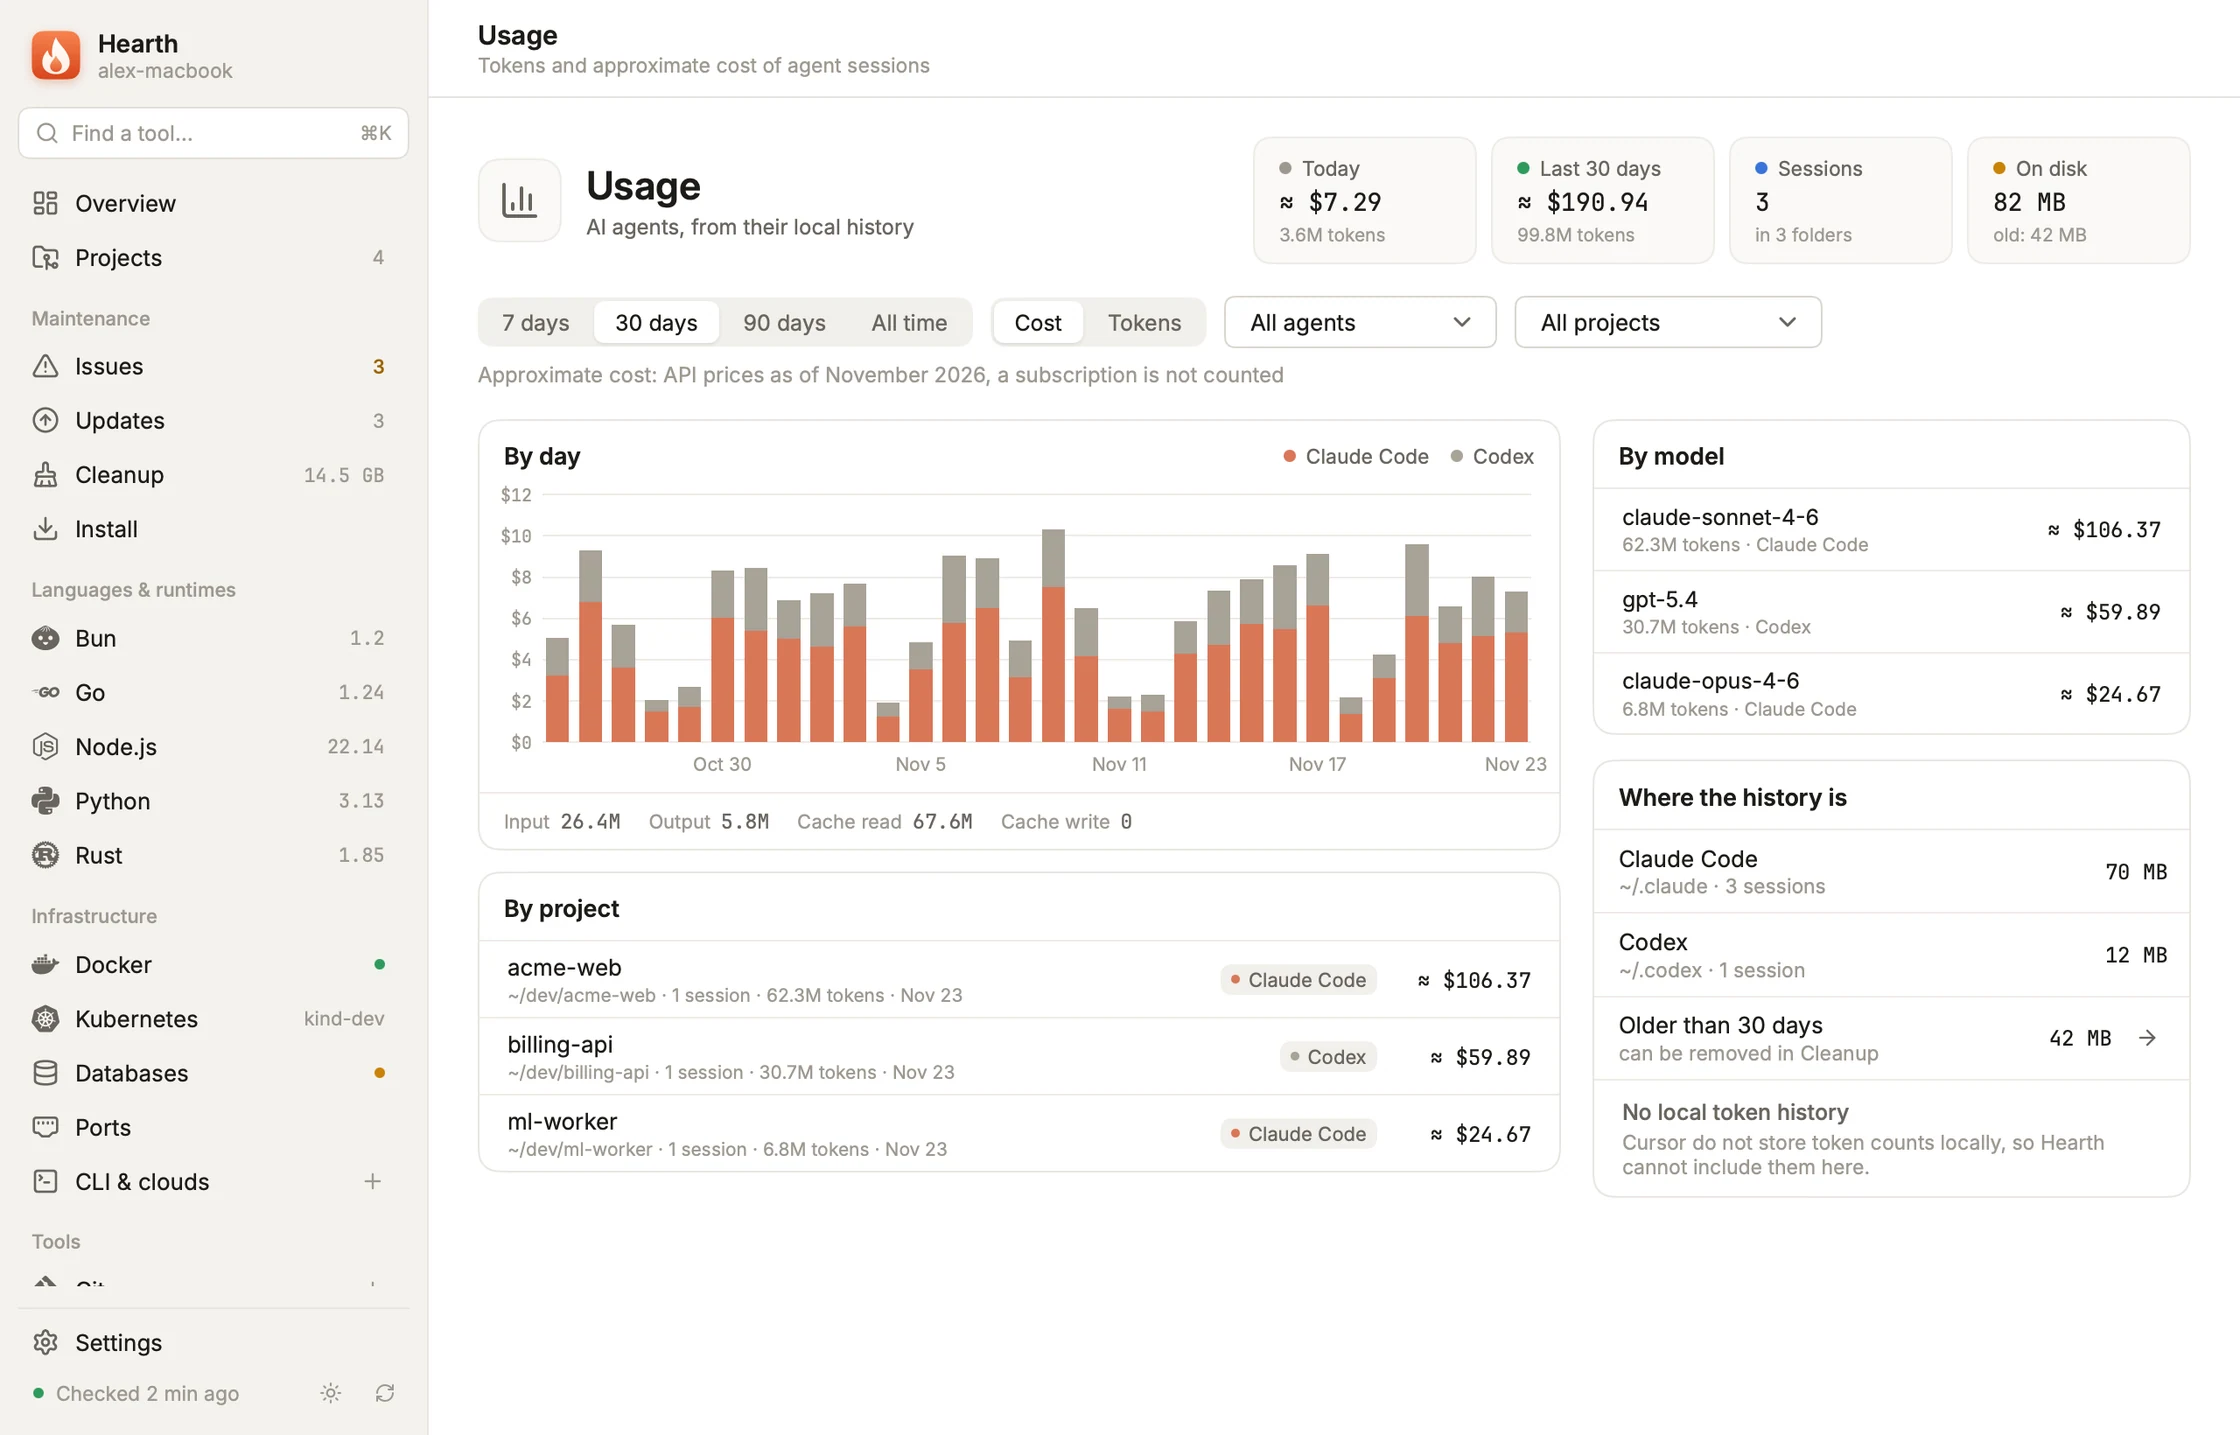 Hearth
alex-macbook
Find a tool... ⌘K
Overview
Projects 4
Maintenance
Issues 3
Updates 3
Cleanup 14.5 GB
Install
Languages & runtimes
Bun 1.2
Go 1.24
Node.js 22.14
Python 3.13
Rust 1.85
Infrastructure
Docker
Kubernetes kind-dev
Databases
Ports
CLI & clouds +
Tools
Settings
Checked 2 min ago
Usage
Tokens and approximate cost of agent sessions
Usage
AI agents, from their local history
Today
≈ $7.29
3.6M tokens
Last 30 days
≈ $190.94
99.8M tokens
Sessions
3
in 3 folders
On disk
82 MB
old: 42 MB
7 days 30 days 90 days All time Cost Tokens All agents All projects
Approximate cost: API prices as of November 2026, a subscription is not counted
By day Claude Code Codex
$12
$10
$8
$6
$4
$2
$0
Oct 30 Nov 5 Nov 11 Nov 17 Nov 23
Input 26.4M Output 5.8M Cache read 67.6M Cache write 0
By project
acme-web
~/dev/acme-web · 1 session · 62.3M tokens · Nov 23
Claude Code ≈ $106.37
billing-api
~/dev/billing-api · 1 session · 30.7M tokens · Nov 23
Codex ≈ $59.89
ml-worker
~/dev/ml-worker · 1 session · 6.8M tokens · Nov 23
Claude Code ≈ $24.67
By model
claude-sonnet-4-6
62.3M tokens · Claude Code
≈ $106.37
gpt-5.4
30.7M tokens · Codex
≈ $59.89
claude-opus-4-6
6.8M tokens · Claude Code
≈ $24.67
Where the history is
Claude Code
~/.claude · 3 sessions
70 MB
Codex
~/.codex · 1 session
12 MB
Older than 30 days
can be removed in Cleanup
42 MB →
No local token history
Cursor do not store token counts locally, so Hearth
cannot include them here.